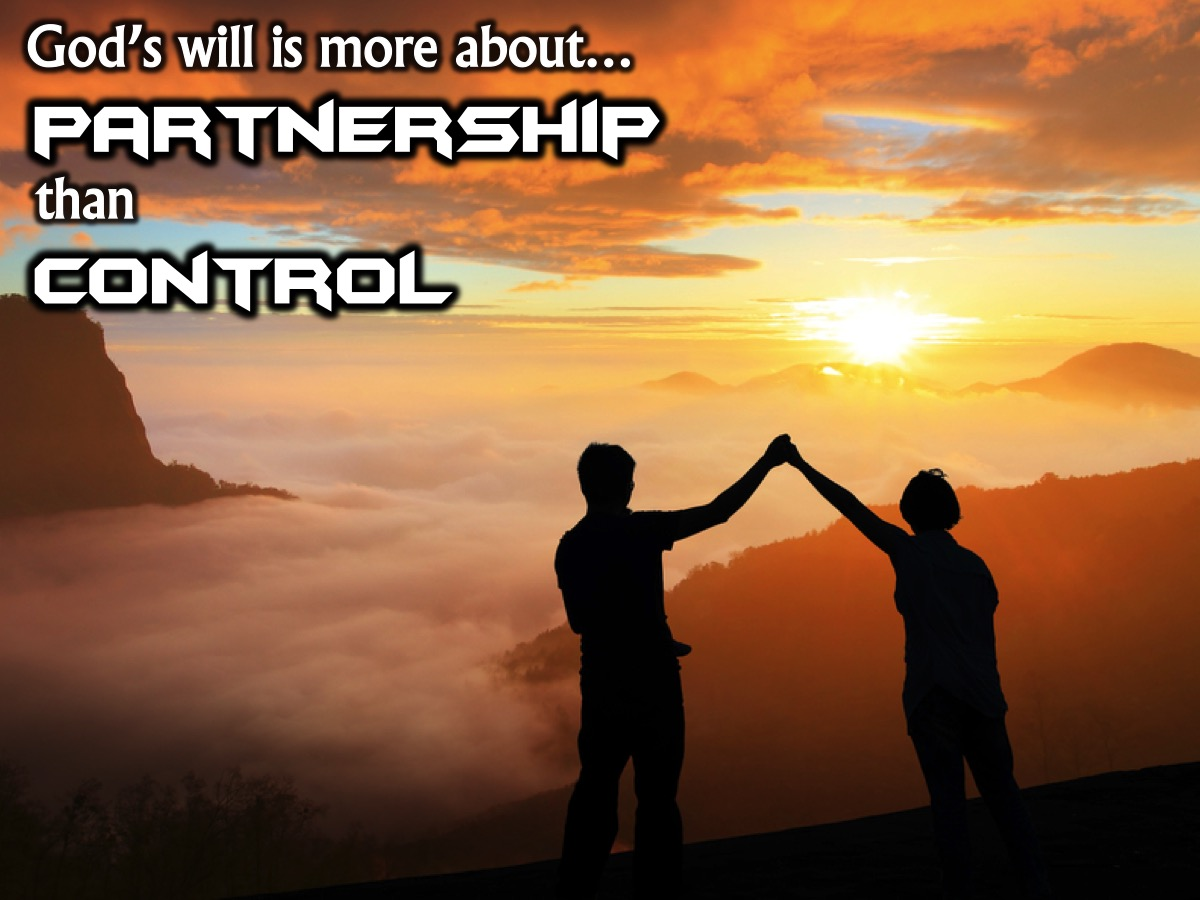 God’s will is more about...
PARTNERSHIP
than
CONTROL